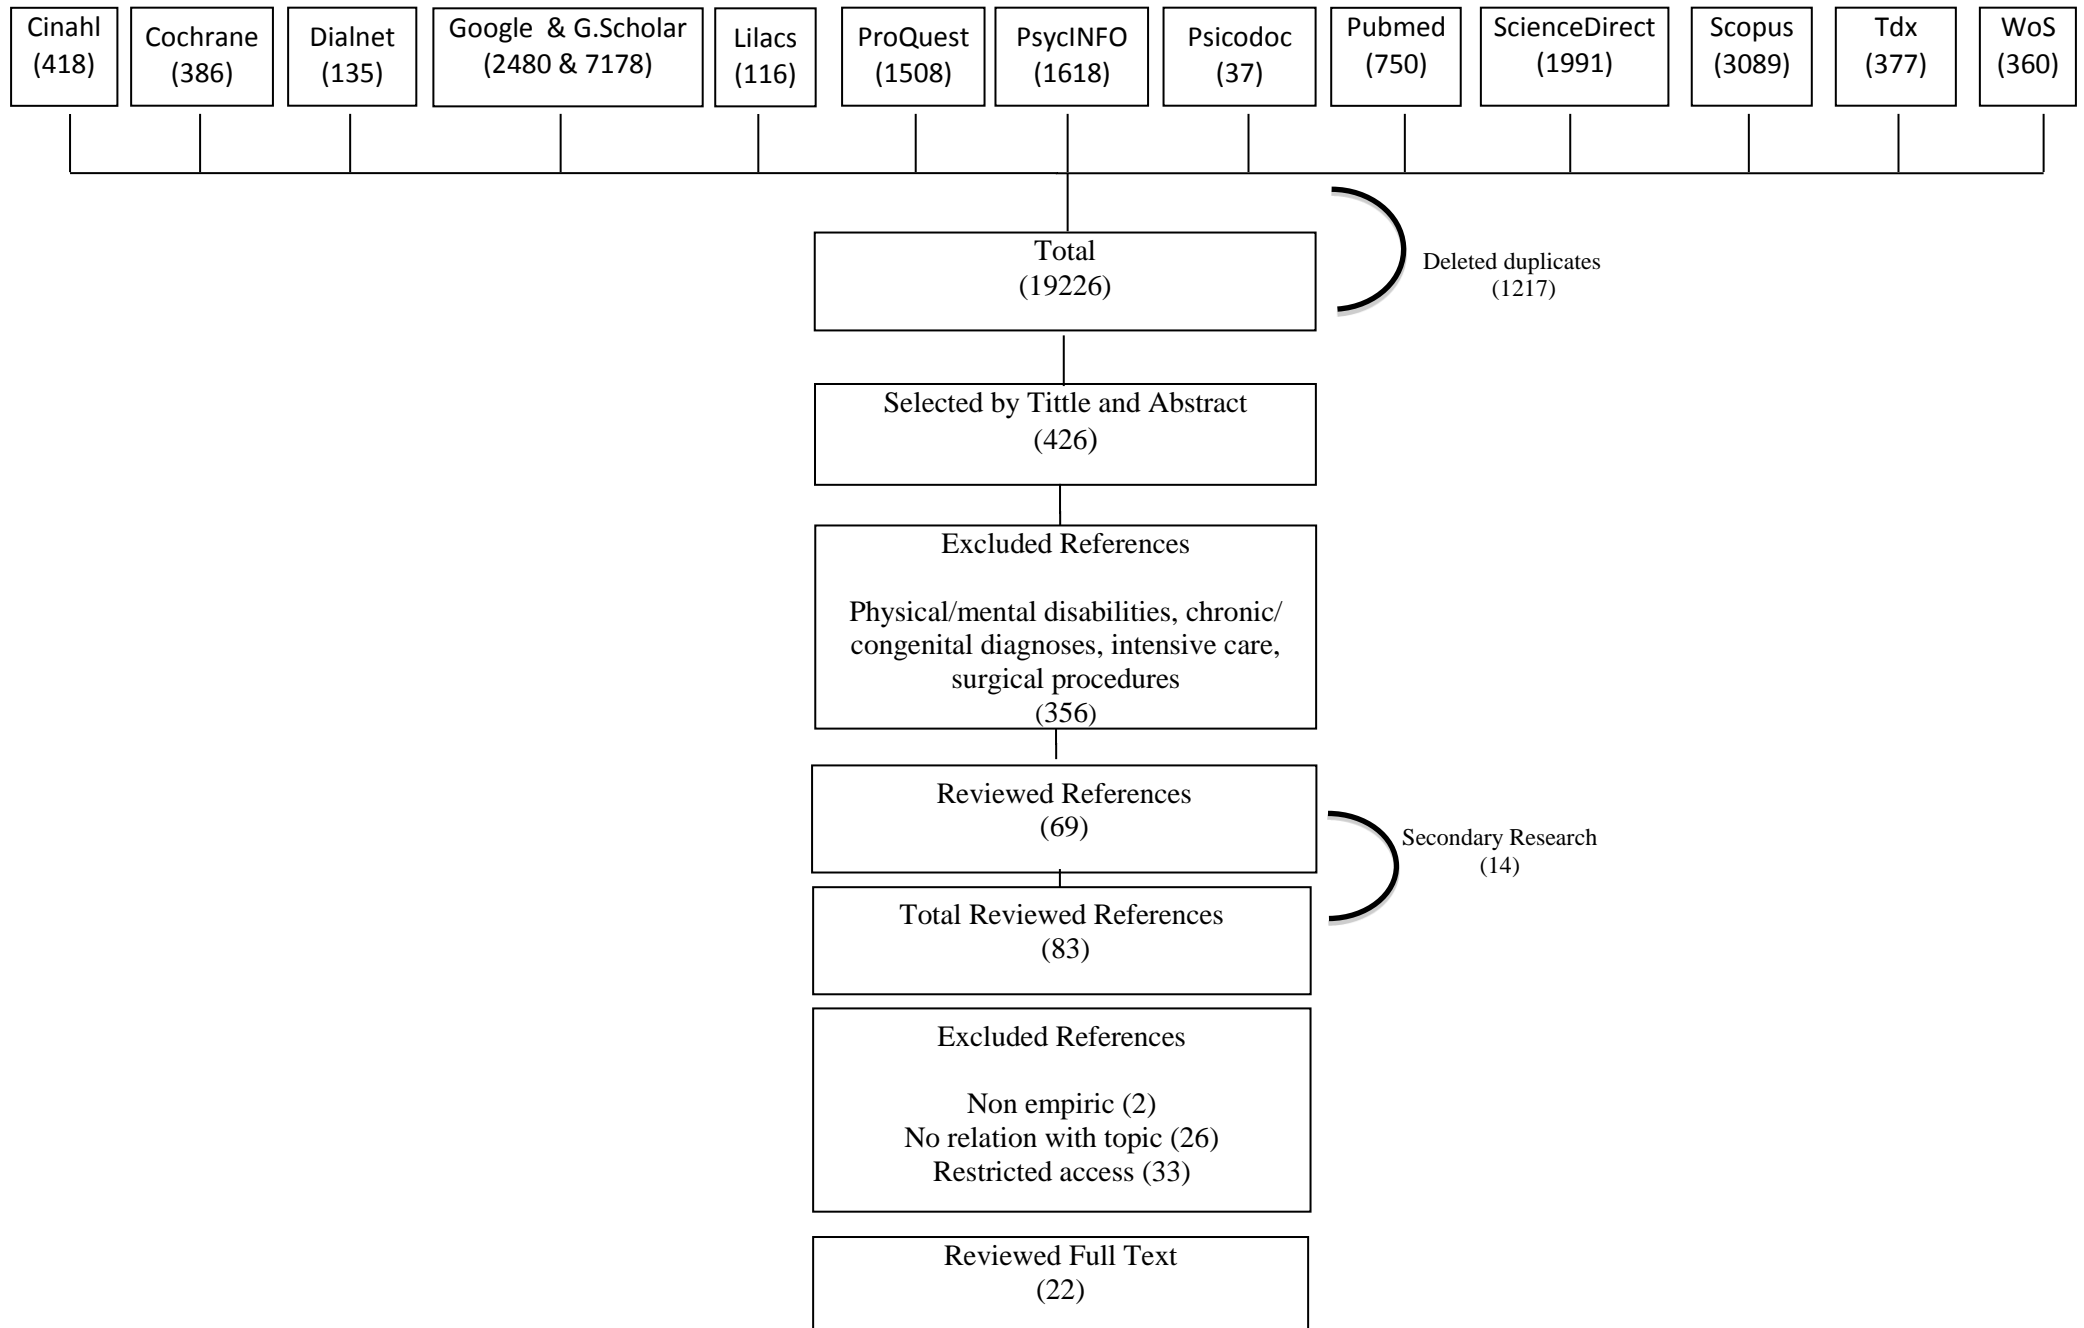 Cinahl
(418)
Cochrane
(386)
Dialnet
(135)
Google & G.Scholar
(2480 & 7178)
Lilacs
(116)
ProQuest
(1508)
PsycINFO
(1618)
Psicodoc
(37)
Pubmed
(750)
ScienceDirect
(1991)
Scopus
(3089)
Tdx
(377)
WoS
(360)
Total
(19226)
Deleted duplicates
(1217)
Selected by Tittle and Abstract
(426)
Excluded References
Physical/mental disabilities, chronic/
congenital diagnoses, intensive care,
surgical procedures
(356)
Reviewed References
(69)
Secondary Research
(14)
Total Reviewed References
(83)
Excluded References
Non empiric (2)
No relation with topic (26)
Restricted access (33)
Reviewed Full Text
(22)